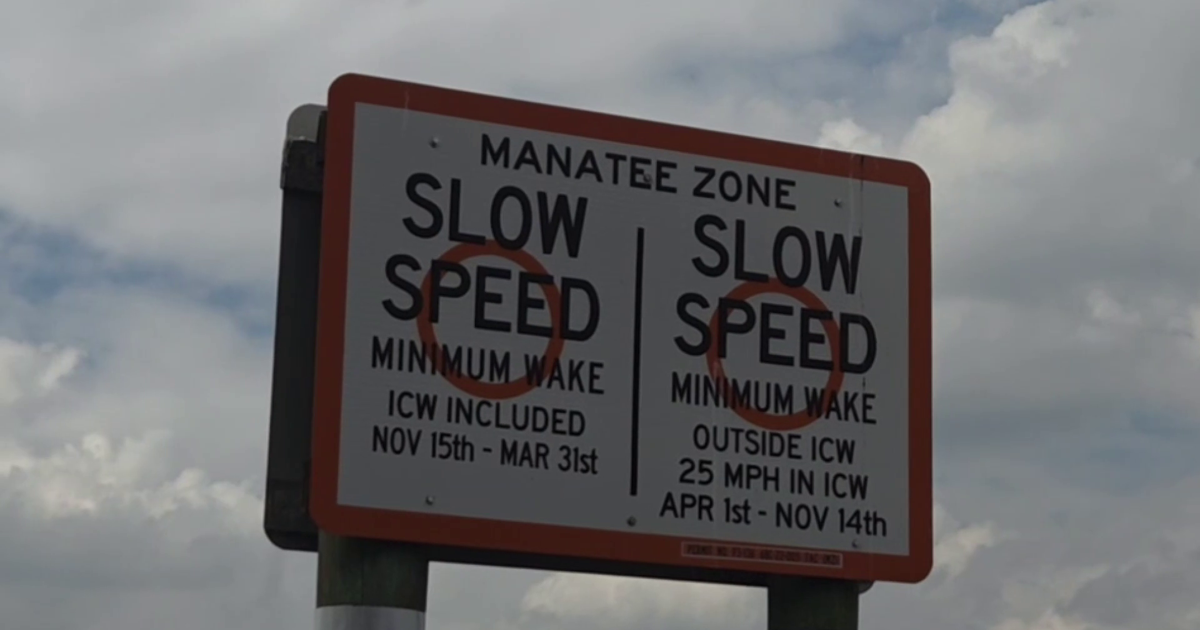 MANATEE ZONE
SLOW
SPEED
MINIMUM WAKE
ICW INCLUDED
NOV 15th - MAR 31st
SLOW
SPEED
MINIMUM WAKE
OUTSIDE ICW
25 MPH IN ICW
APR 1st - NOV 14th